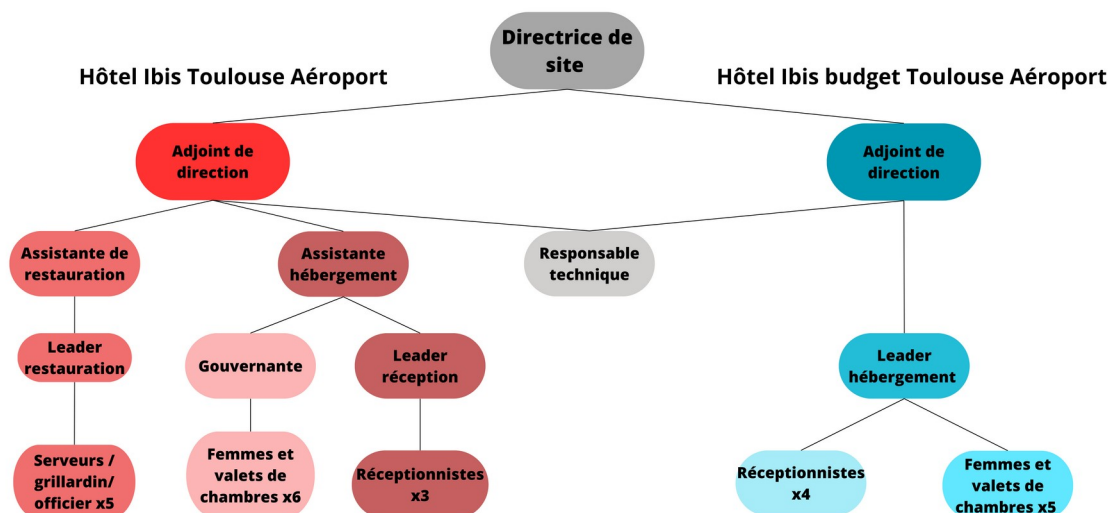 Directrice de
site
Hôtel Ibis Toulouse Aéroport
Hôtel Ibis budget Toulouse Aéroport
Adjoint de
direction
Adjoint de
direction
Assistante de
restauration
Assistante
hébergement
Responsable
technique
Leader
restauration
Gouvernante
Leader
réception
Leader
hébergement
Serveurs /
grillardin/
officier x5
Femmes et
valets de
chambres x6
Réceptionnistes
x3
Réceptionnistes
x4
Femmes et
valets de
chambres x5